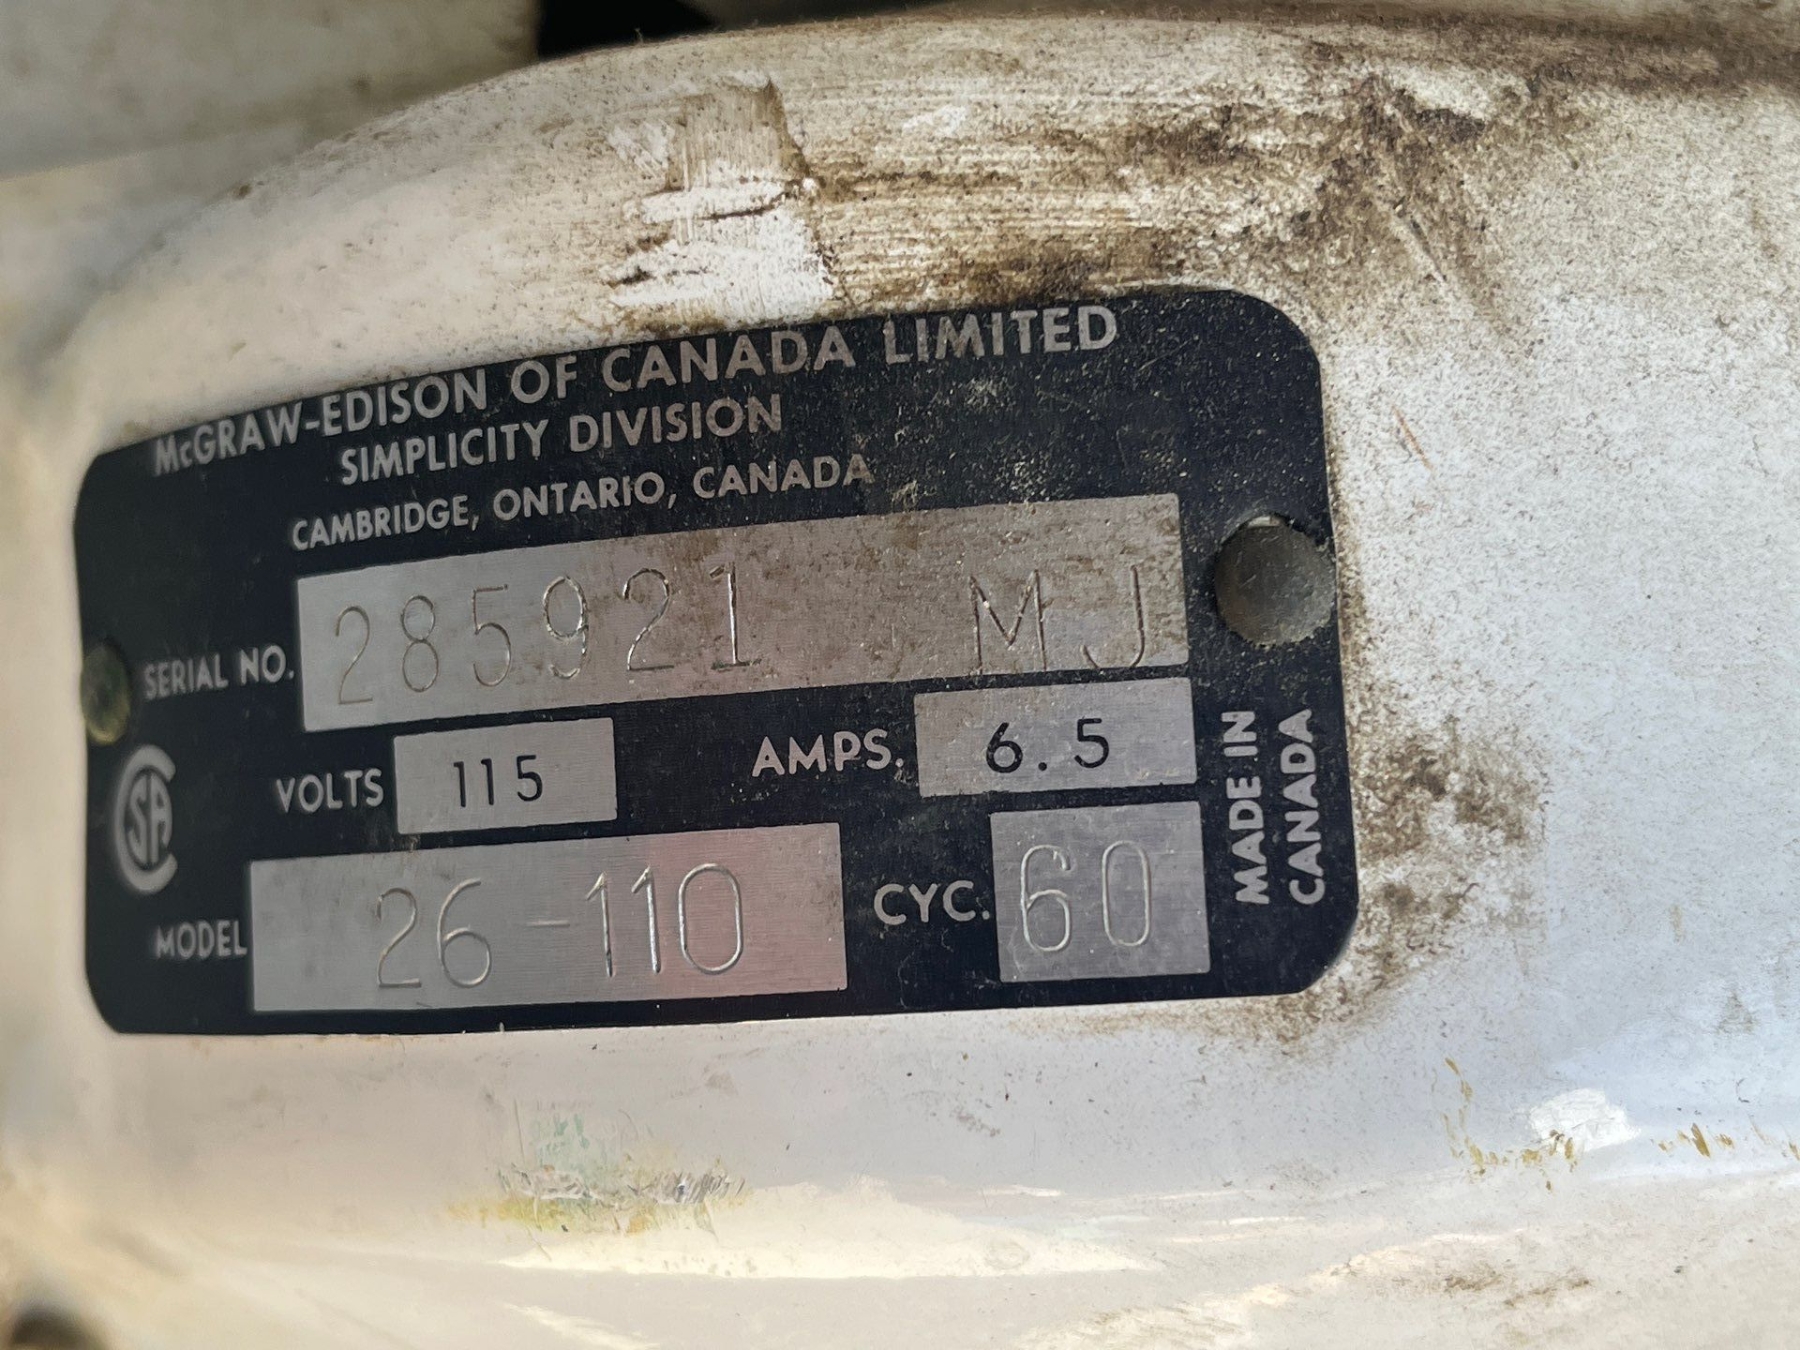 McGRAW-EDISON OF CANADA LIMITED
SIMPLICITY DIVISION
CAMBRIDGE, ONTARIO, CANADA
SERIAL NO. 285921 MJ
VOLTS 115 AMPS. 6.5
MODEL 26-110 CYC. 60
CSA
MADE IN
CANADA